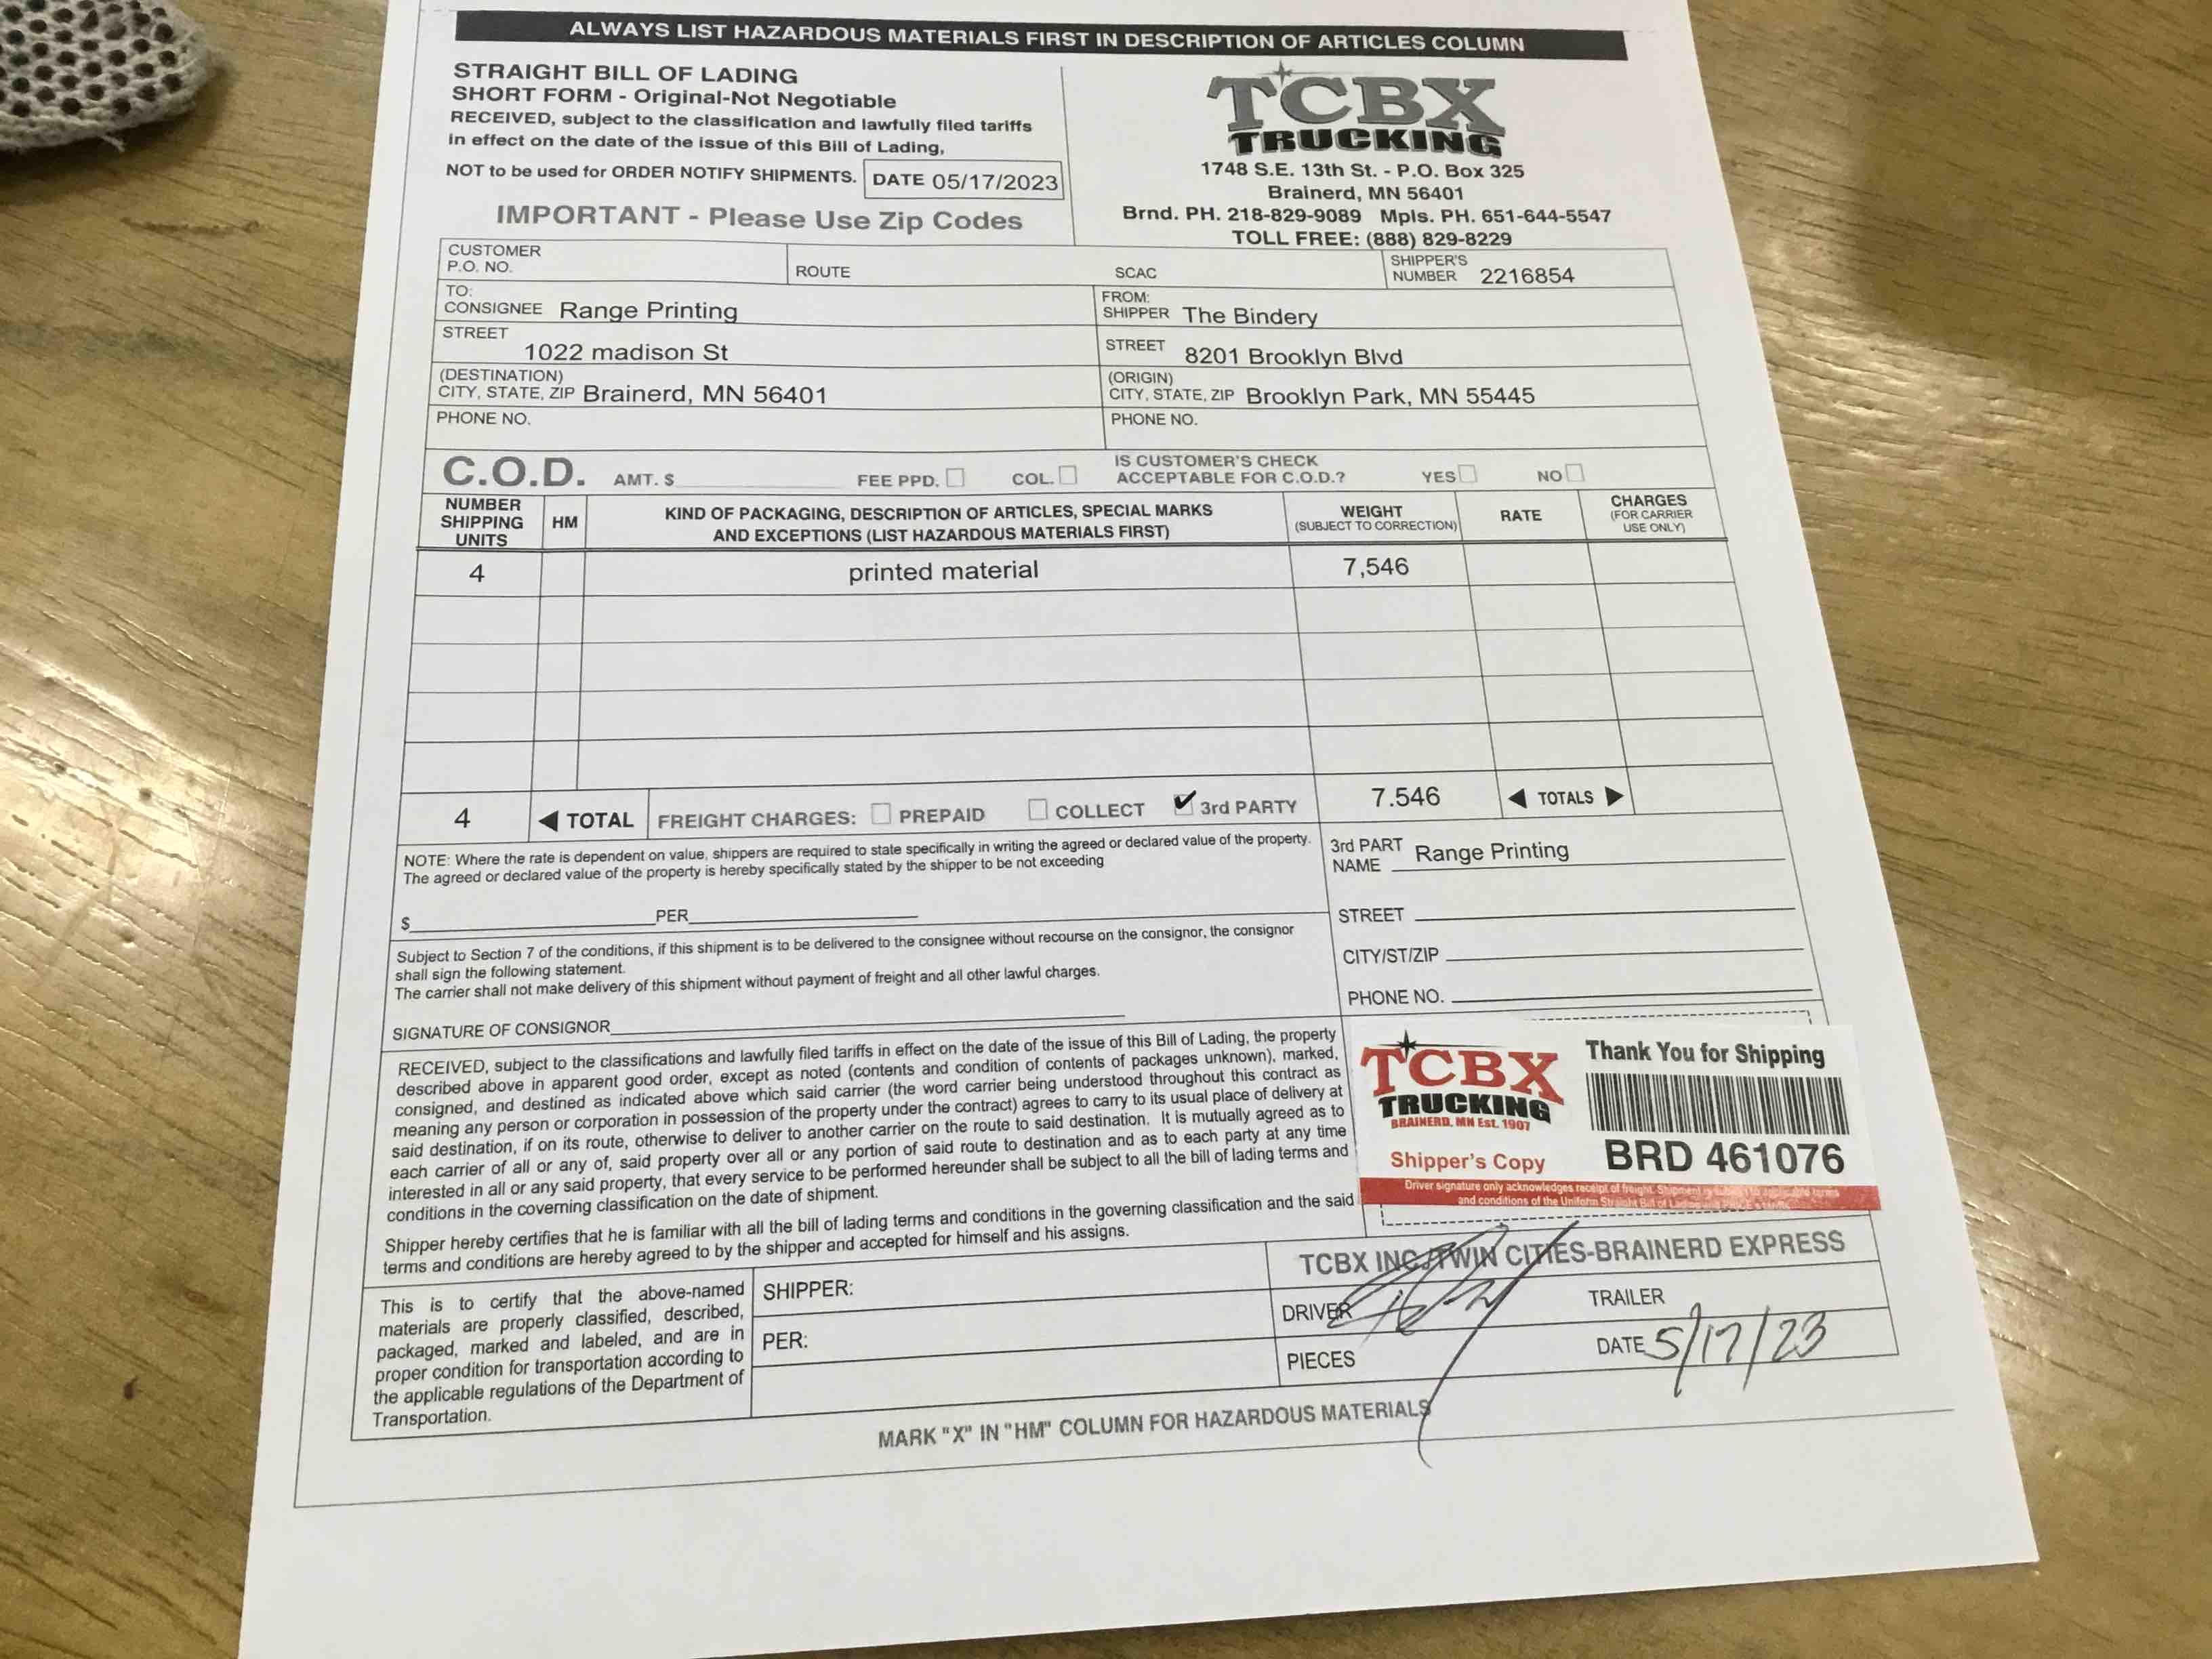 ALWAYS LIST HAZARDOUS MATERIALS FIRST IN DESCRIPTION OF ARTICLES COLUMN
STRAIGHT BILL OF LADING
SHORT FORM - Original-Not Negotiable
RECEIVED, subject to the classification and lawfully filed tariffs
in effect on the date of the issue of this Bill of Lading,
NOT to be used for ORDER NOTIFY SHIPMENTS. DATE 05/17/2023
IMPORTANT - Please Use Zip Codes
TCBX
TRUCKING
1748 S.E. 13th St. - P.O. Box 325
Brainerd, MN 56401
Brnd. PH. 218-829-9089 Mpls. PH. 651-644-5547
TOLL FREE: (888) 829-8229
CUSTOMER
P.O. NO.
ROUTE
SCAC
SHIPPER'S
NUMBER 2216854
TO:
CONSIGNEE Range Printing
FROM:
SHIPPER The Bindery
STREET
1022 madison St
STREET 8201 Brooklyn Blvd
(DESTINATION)
CITY, STATE, ZIP Brainerd, MN 56401
(ORIGIN)
CITY, STATE, ZIP Brooklyn Park, MN 55445
PHONE NO.
PHONE NO.
C.O.D. AMT. $ FEE PPD. COL.
IS CUSTOMER'S CHECK
ACCEPTABLE FOR C.O.D.? YES NO
NUMBER
SHIPPING
UNITS
HM
KIND OF PACKAGING, DESCRIPTION OF ARTICLES, SPECIAL MARKS
AND EXCEPTIONS (LIST HAZARDOUS MATERIALS FIRST)
WEIGHT
(SUBJECT TO CORRECTION)
RATE
CHARGES
(FOR CARRIER
USE ONLY)
4 printed material 7,546
4 TOTAL FREIGHT CHARGES: PREPAID COLLECT ✔ 3rd PARTY 7.546 TOTALS
NOTE: Where the rate is dependent on value, shippers are required to state specifically in writing the agreed or declared value of the property.
The agreed or declared value of the property is hereby specifically stated by the shipper to be not exceeding
$ PER
3rd PART
NAME Range Printing
STREET
CITY/ST/ZIP
PHONE NO.
Subject to Section 7 of the conditions, if this shipment is to be delivered to the consignee without recourse on the consignor, the consignor
shall sign the following statement.
The carrier shall not make delivery of this shipment without payment of freight and all other lawful charges.
SIGNATURE OF CONSIGNOR
RECEIVED, subject to the classifications and lawfully filed tariffs in effect on the date of the issue of this Bill of Lading, the property
described above in apparent good order, except as noted (contents and condition of contents of packages unknown), marked,
consigned, and destined as indicated above which said carrier (the word carrier being understood throughout this contract as
meaning any person or corporation in possession of the property under the contract) agrees to carry to its usual place of delivery at
said destination, if on its route, otherwise to deliver to another carrier on the route to said destination. It is mutually agreed as to
each carrier of all or any of, said property over all or any portion of said route to destination and as to each party at any time
interested in all or any said property, that every service to be performed hereunder shall be subject to all the bill of lading terms and
conditions in the covering classification on the date of shipment.
Shipper hereby certifies that he is familiar with all the bill of lading terms and conditions in the governing classification and the said
terms and conditions are hereby agreed to by the shipper and accepted for himself and his assigns.
TCBX
TRUCKING
BRAINERD, MN Est. 1907
Shipper's Copy
Thank You for Shipping
BRD 461076
Driver signature only acknowledges receipt of freight. Shipment is subject to applicable terms
and conditions of the Uniform Straight Bill of Lading
This is to certify that the above-named
materials are properly classified, described,
packaged, marked and labeled, and are in
proper condition for transportation according to
the applicable regulations of the Department of
Transportation.
SHIPPER:
PER:
TCBX INC./TWIN CITIES-BRAINERD EXPRESS
DRIVER
TRAILER
PIECES
DATE 5/17/23
MARK "X" IN "HM" COLUMN FOR HAZARDOUS MATERIALS